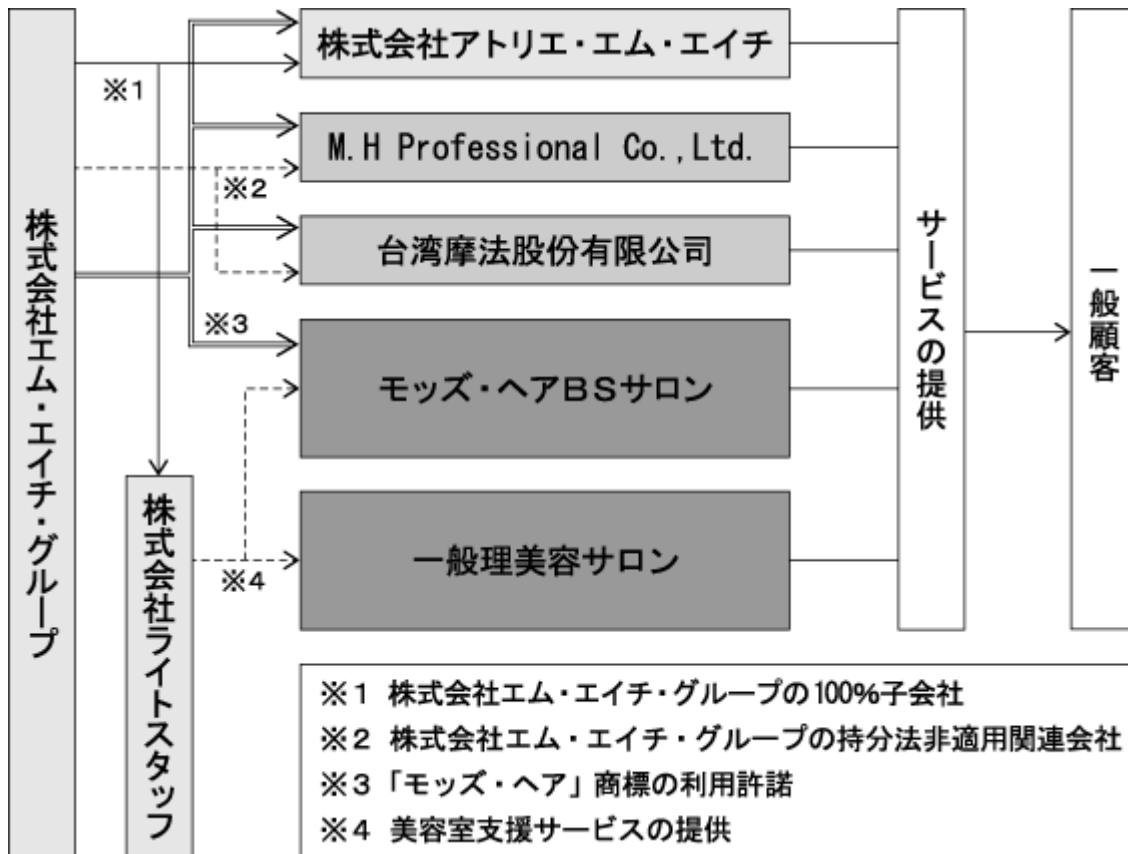 株式会社エム・エイチ・グループ
株式会社アトリエ・エム・エイチ
※1
M.H Professional Co.,Ltd.
※2
台湾摩法股份有限公司
※3
モッズ・ヘアBSサロン
株式会社ライトスタッフ
※4
一般理美容サロン
サービスの提供
一般顧客
※1 株式会社エム・エイチ・グループの100%子会社
※2 株式会社エム・エイチ・グループの持分法非適用関連会社
※3 「モッズ・ヘア」商標の利用許諾
※4 美容室支援サービスの提供